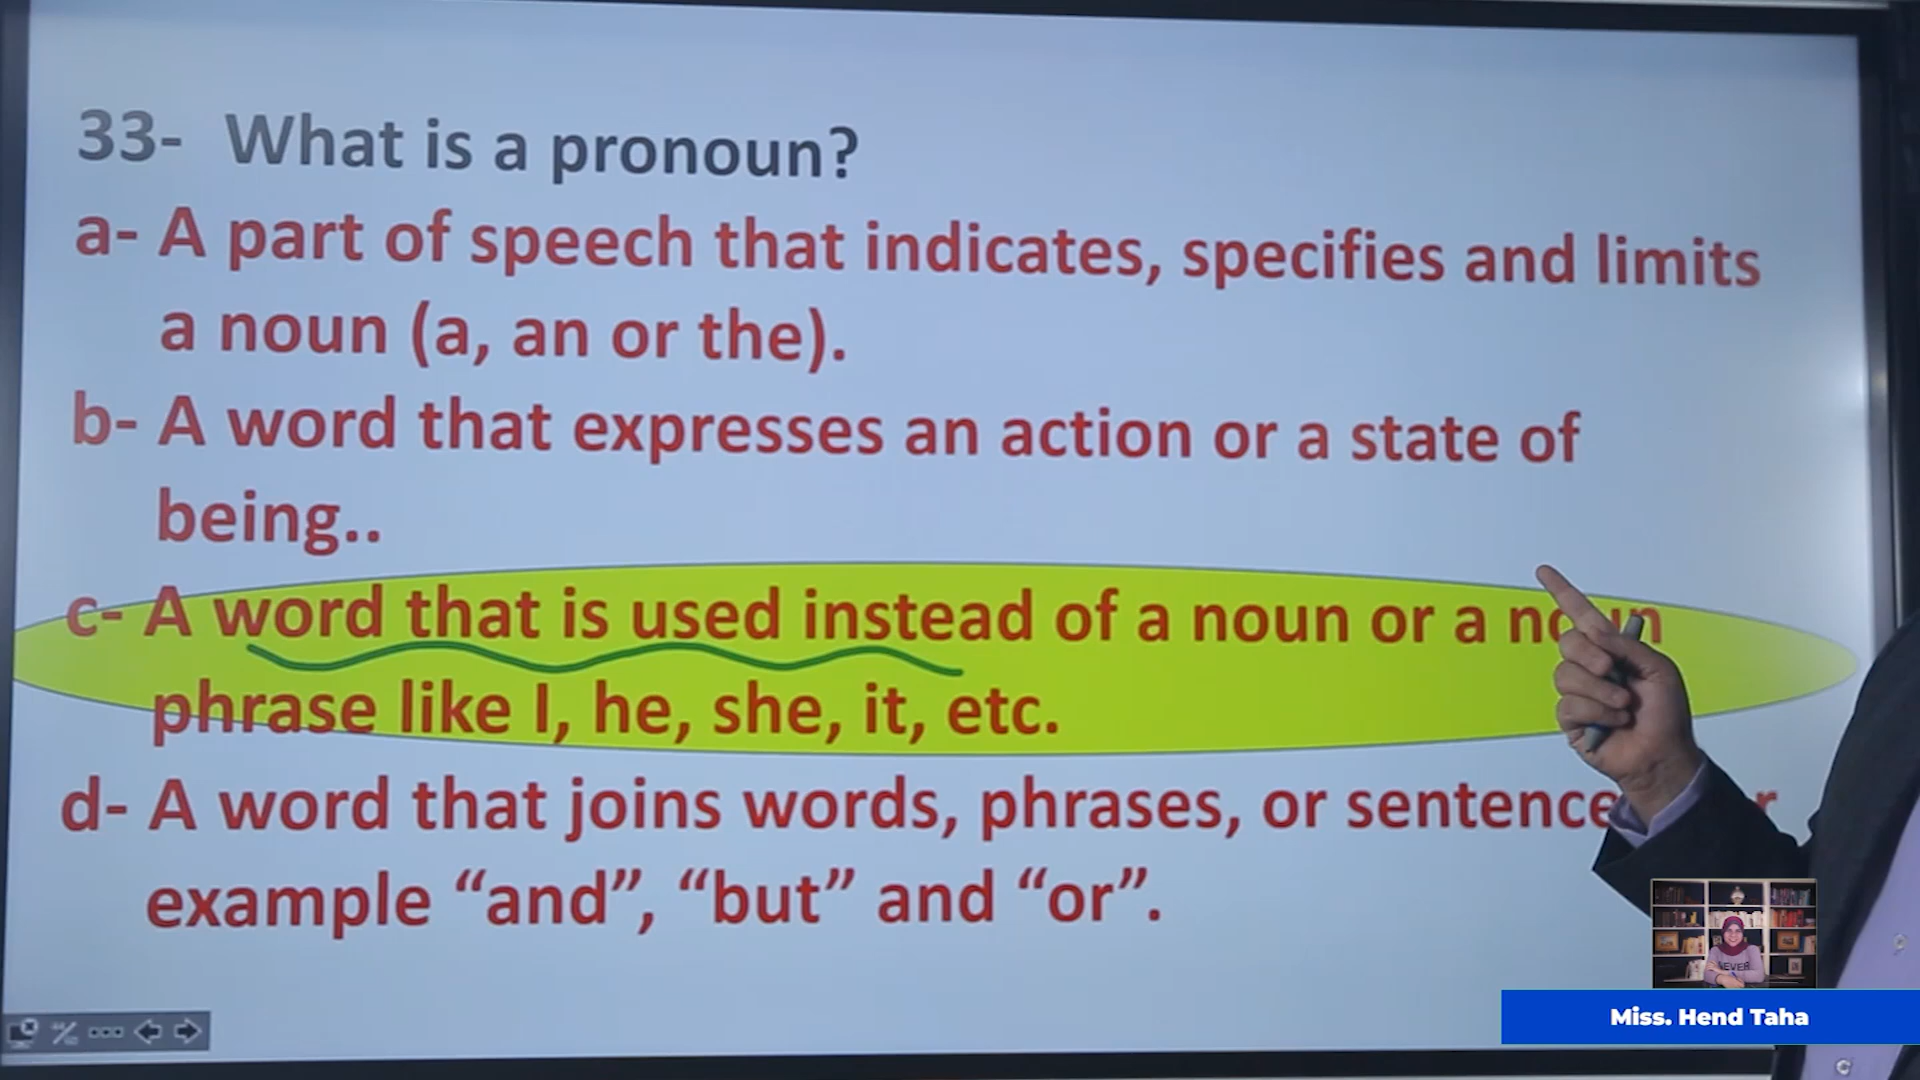 33- What is a pronoun?
a- A part of speech that indicates, specifies and limits
a noun (a, an or the).
b- A word that expresses an action or a state of
being..
c- A word that is used instead of a noun or a noun
phrase like I, he, she, it, etc.
d- A word that joins words, phrases, or sentence
example “and”, “but” and “or”.
Miss. Hend Taha